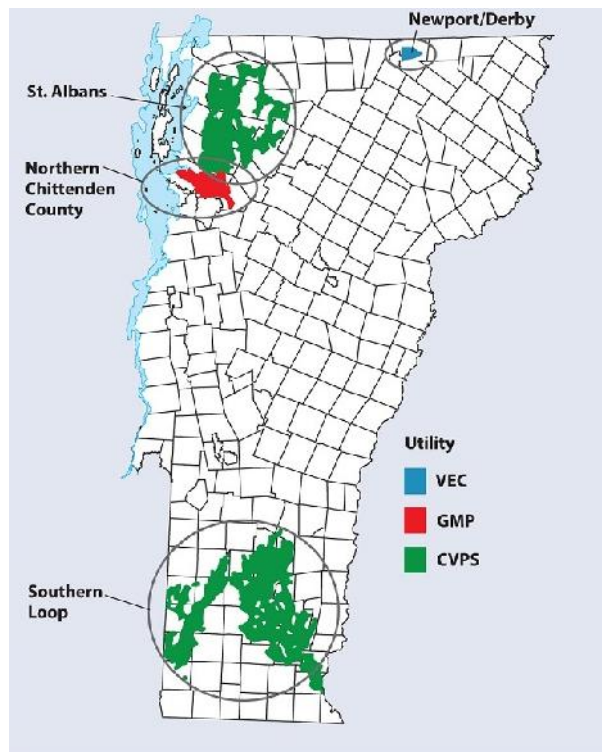 Newport/Derby
St. Albans
Northern
Chittenden
County
Utility
VEC
GMP
CVPS
Southern
Loop